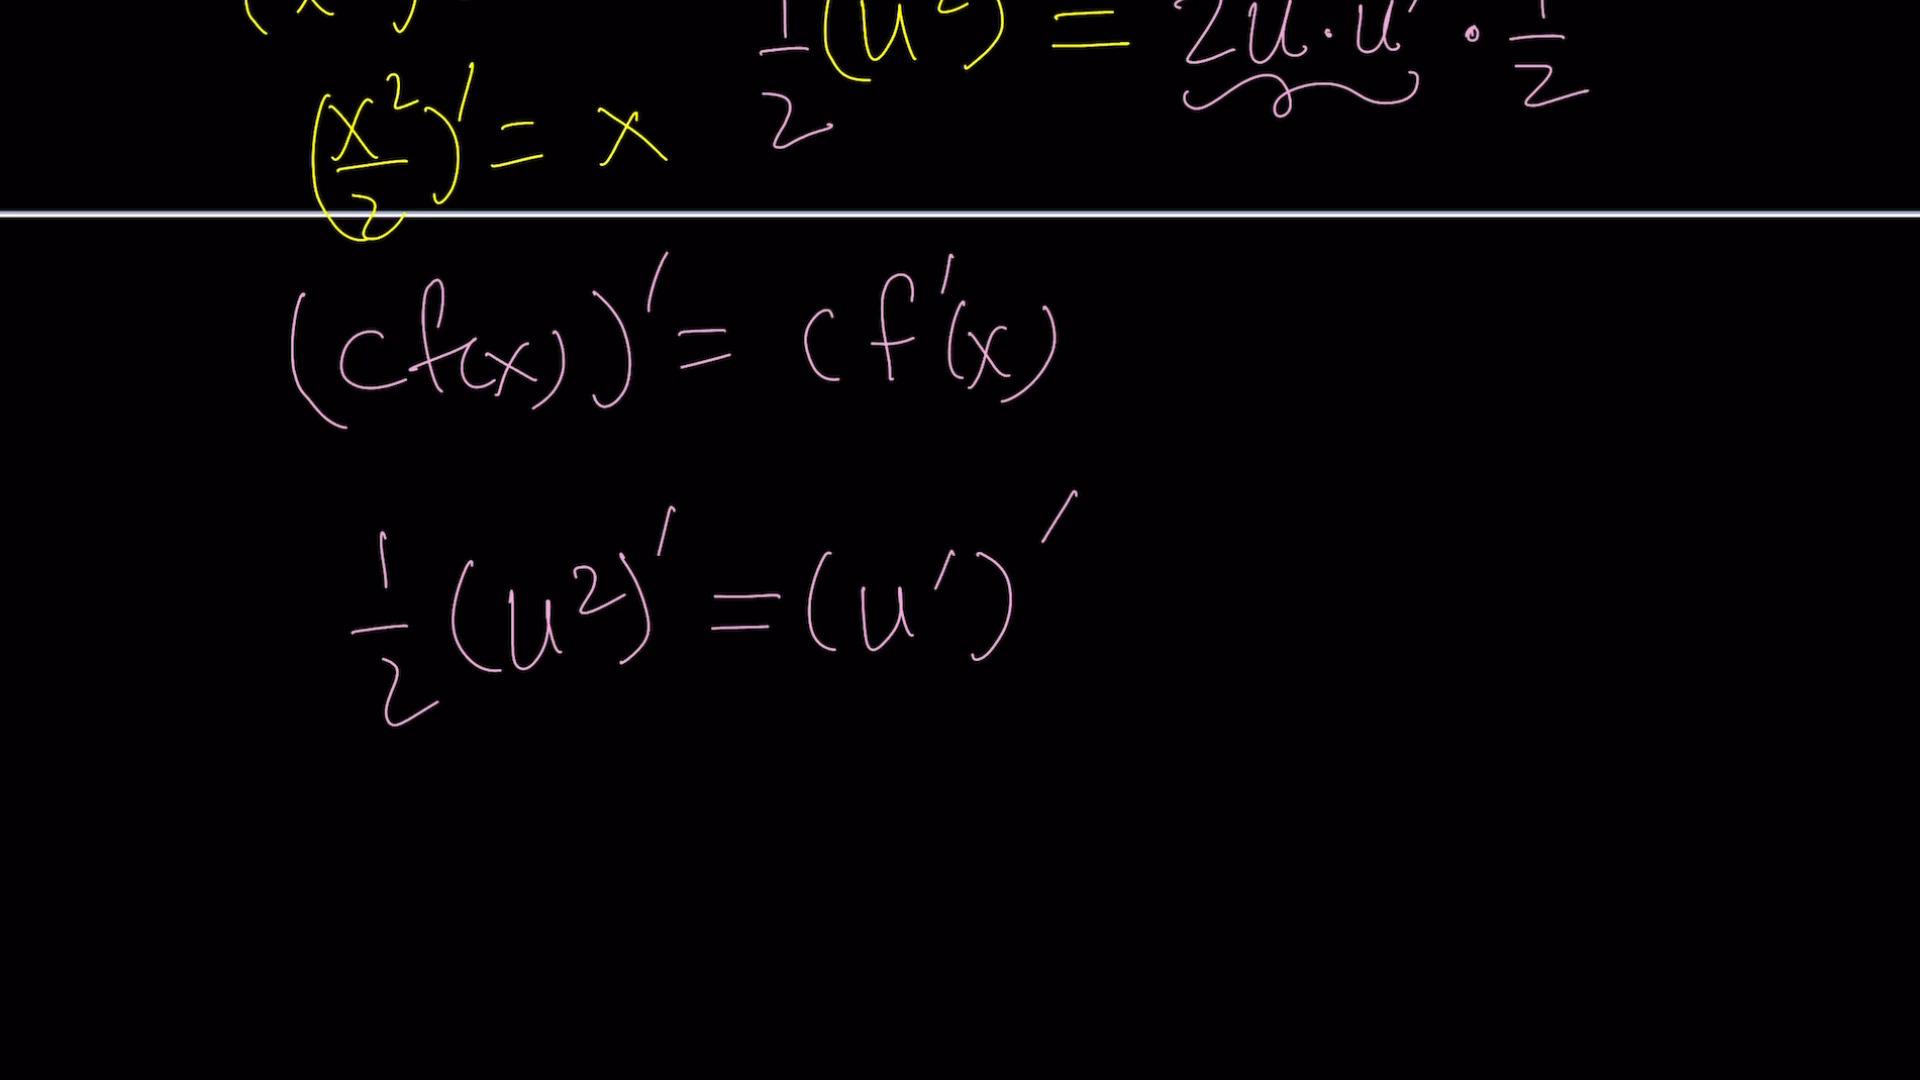 1/2 (u²) = 2u · u' · 1/2
(x²/2)' = x
(cf(x))' = cf'(x)
1/2 (u²)' = (u')'